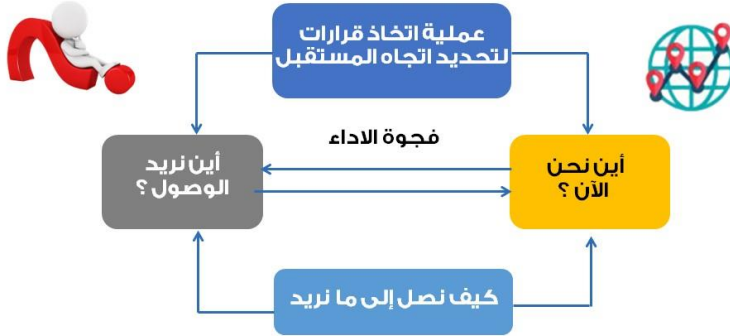 عملية اتخاذ قرارات
لتحديد اتجاه المستقبل
فجوة الاداء
أين نحن
الآن ؟
أين نريد
الوصول ؟
كيف نصل إلى ما نريد